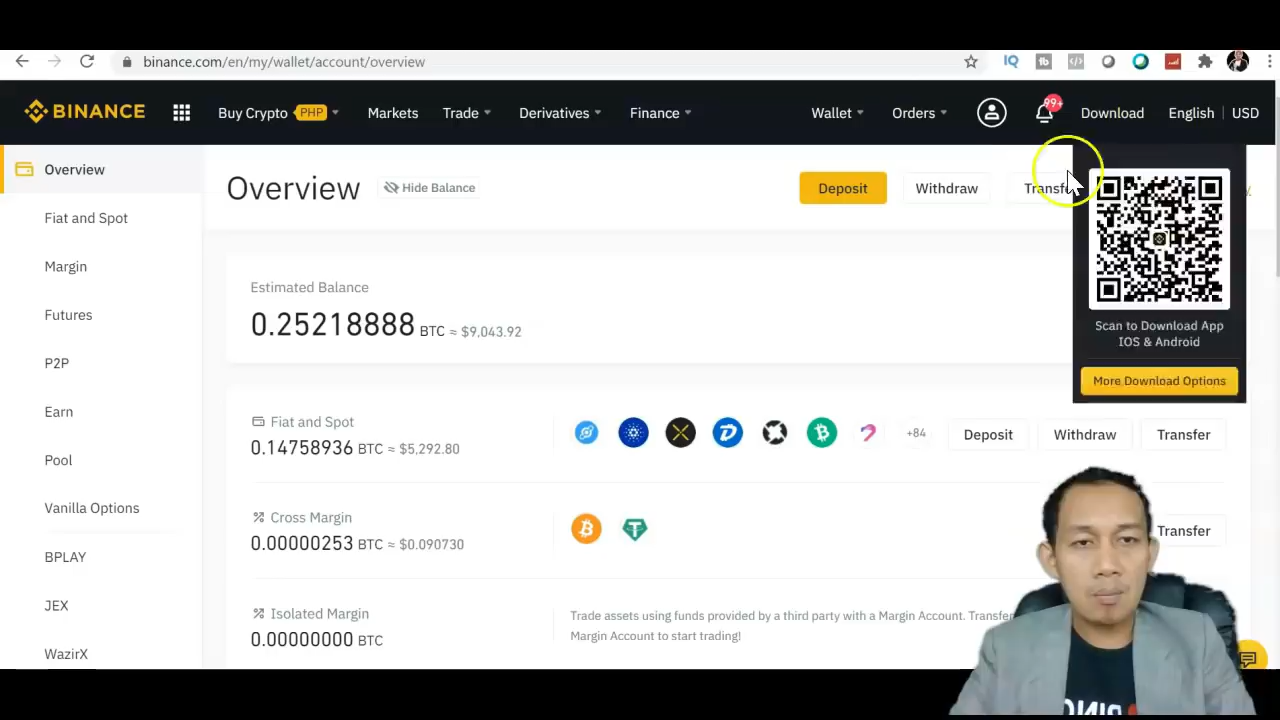 binance.com/en/my/wallet/account/overview
BINANCE
Buy Crypto PHP
Markets
Trade
Derivatives
Finance
Wallet
Orders
99+
Download
English
USD
Overview
Fiat and Spot
Margin
Futures
P2P
Earn
Pool
Vanilla Options
BPLAY
JEX
WazirX
Overview
Hide Balance
Deposit
Withdraw
Scan to Download App
IOS & Android
More Download Options
Estimated Balance
0.25218888 BTC ≈ $9,043.92
Fiat and Spot
0.14758936 BTC ≈ $5,292.80
+84
Deposit
Withdraw
Transfer
Cross Margin
0.00000253 BTC ≈ $0.090730
Transfer
Isolated Margin
0.00000000 BTC
Trade assets using funds provided by a third party with a Margin Account.
Margin Account to start trading!